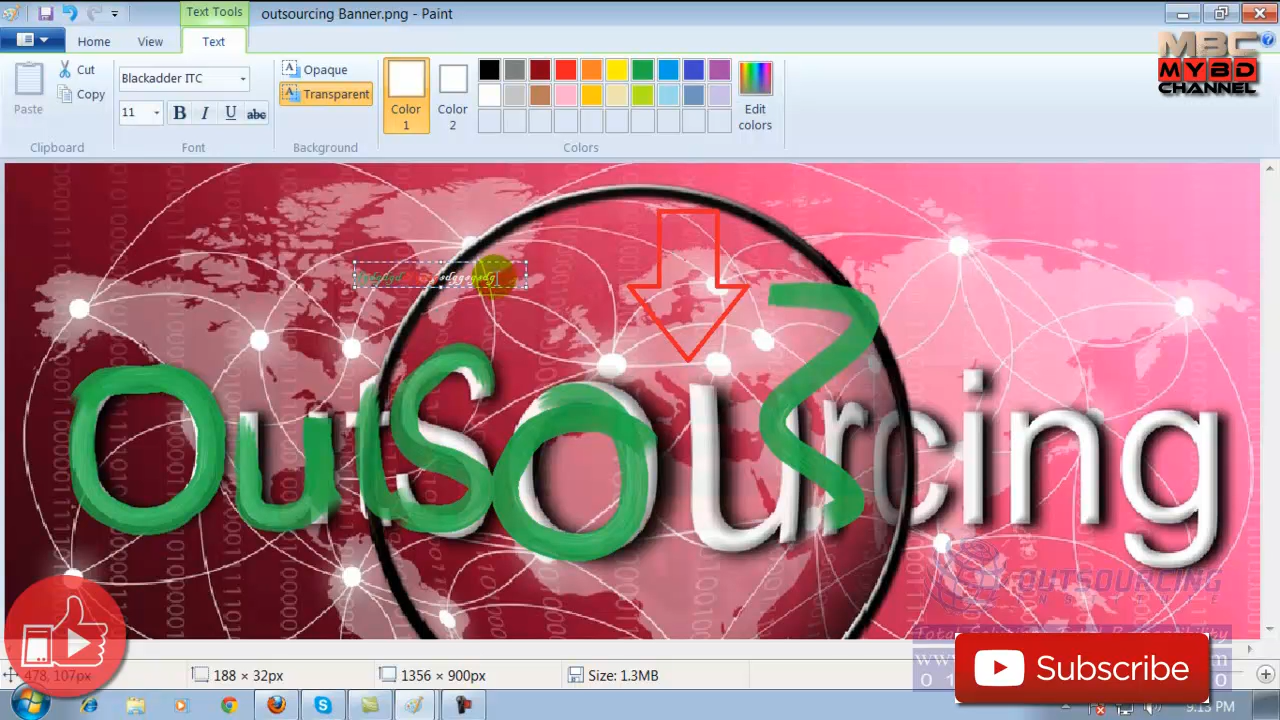 Text Tools
outsourcing Banner.png - Paint
Home
View
Text
Paste
Cut
Copy
Clipboard
Blackadder ITC
11
B I U abc
Font
A Opaque
A Transparent
Background
Color 1
Color 2
Edit colors
Colors
MBC
MYBD
CHANNEL
OutSourcing
OUTSOURCING
Subscribe
478, 107px
188 × 32px
1356 × 900px
Size: 1.3MB
9:13 PM